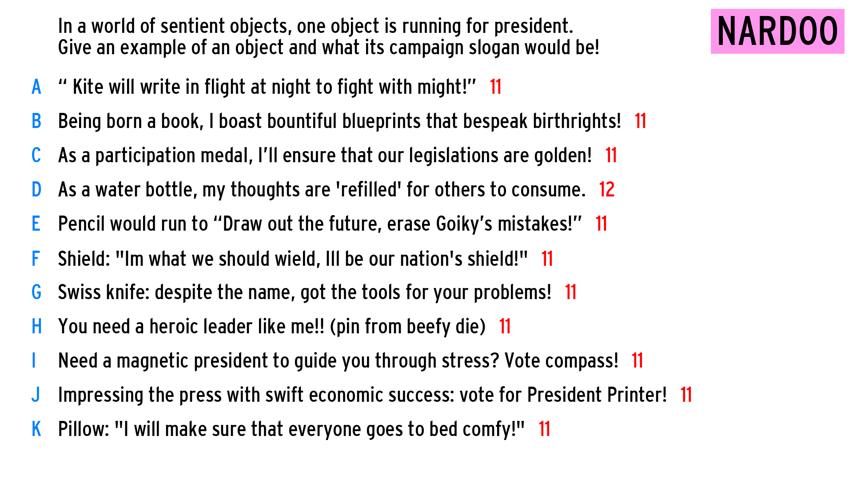 In a world of sentient objects, one object is running for president.
Give an example of an object and what its campaign slogan would be!
NARDOO
A “ Kite will write in flight at night to fight with might!” 11
B Being born a book, I boast bountiful blueprints that bespeak birthrights! 11
C As a participation medal, I’ll ensure that our legislations are golden! 11
D As a water bottle, my thoughts are 'refilled' for others to consume. 12
E Pencil would run to “Draw out the future, erase Goiky’s mistakes!” 11
F Shield: "Im what we should wield, Ill be our nation's shield!" 11
G Swiss knife: despite the name, got the tools for your problems! 11
H You need a heroic leader like me!! (pin from beefy die) 11
I Need a magnetic president to guide you through stress? Vote compass! 11
J Impressing the press with swift economic success: vote for President Printer! 11
K Pillow: "I will make sure that everyone goes to bed comfy!" 11